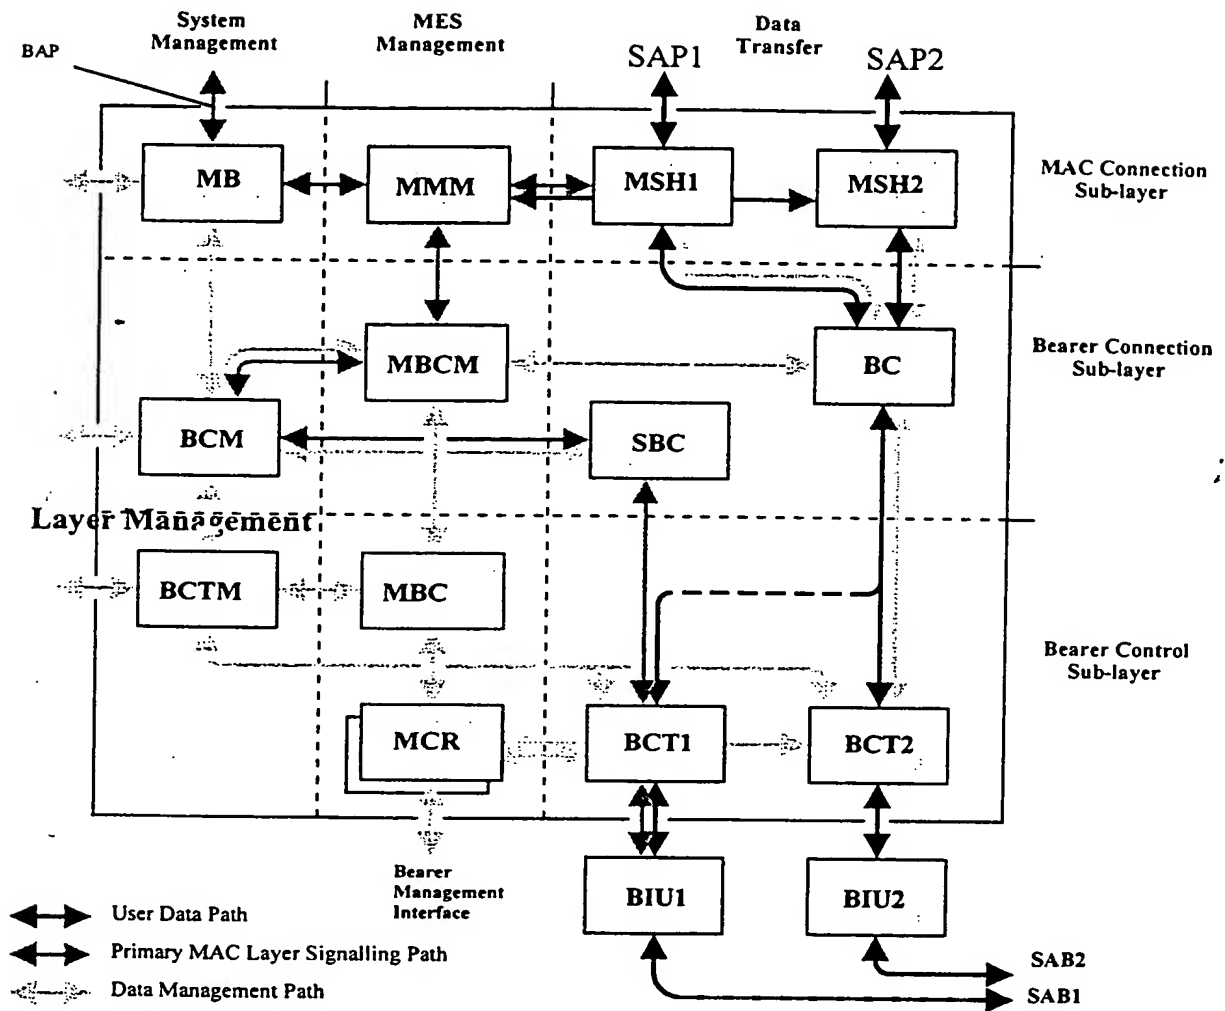 System
Management
MES
Management
Data
Transfer
BAP
SAP1
SAP2
MB
MMM
MSH1
MSH2
MAC Connection
Sub-layer
MBCM
BC
Bearer Connection
Sub-layer
BCM
SBC
Layer Management
BCTM
MBC
Bearer Control
Sub-layer
MCR
BCT1
BCT2
Bearer
Management
Interface
BIU1
BIU2
User Data Path
Primary MAC Layer Signalling Path
Data Management Path
SAB2
SAB1